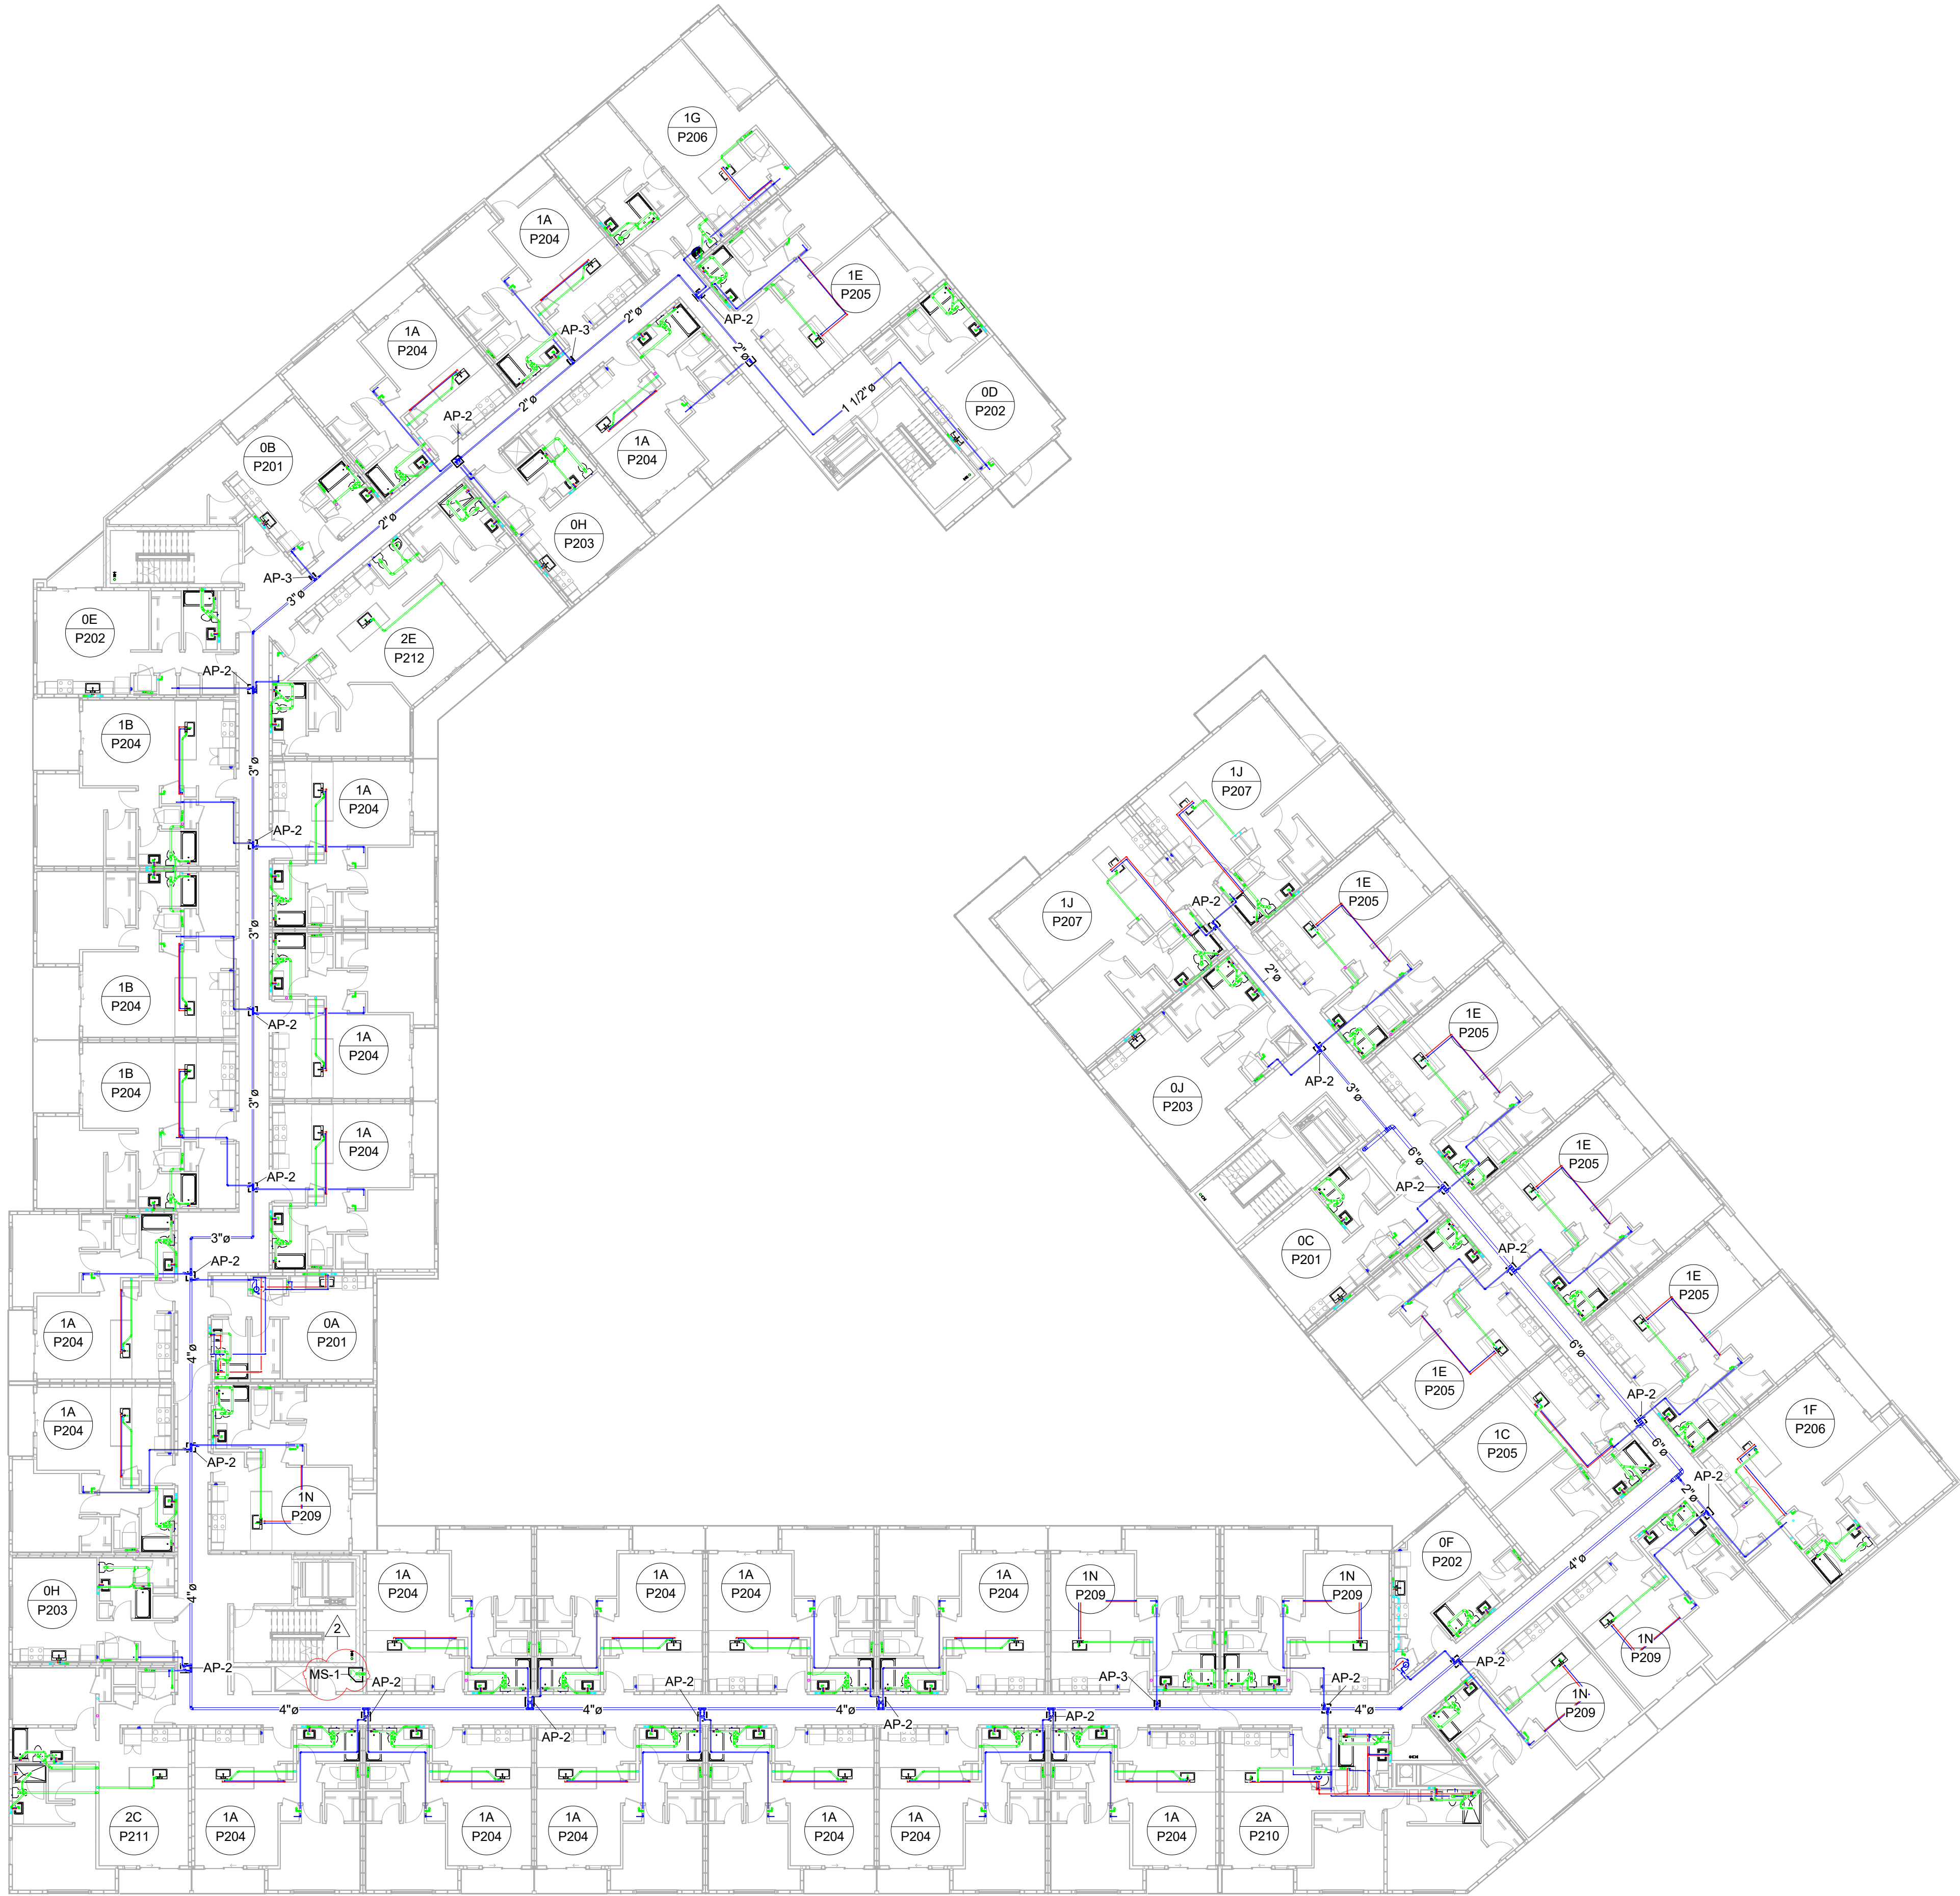 1G
P206
1A
P204
1E
P205
AP-2
2"ø
AP-3
1A
P204
2"ø
1 1/2"ø
0D
P202
2"ø
AP-2
1A
P204
0B
P201
2"ø
0H
P203
AP-3
3"ø
0E
P202
2E
P212
AP-2
1B
P204
3"ø
1A
P204
AP-2
3"ø
1B
P204
AP-2
1A
P204
1B
P204
3"ø
1A
P204
AP-2
3"ø
AP-2
1A
P204
0A
P201
4"ø
1A
P204
AP-2
1N
P209
0H
P203
4"ø
AP-2
2
MS-1
1J
P207
1J
P207
AP-2
1E
P205
2"ø
1E
P205
AP-2
0J
P203
3"ø
6"ø
1E
P205
AP-2
0C
P201
AP-2
1E
P205
6"ø
1E
P205
AP-2
1F
P206
1C
P205
6"ø
AP-2
2"ø
0F
P202
4"ø
1N
P209
AP-2
1N
P209
1A
P204
1A
P204
1A
P204
1A
P204
1N
P209
1N
P209
AP-2
AP-2
AP-3
AP-2
4"ø
4"ø
4"ø
4"ø
AP-2
AP-2
AP-2
2C
P211
1A
P204
1A
P204
1A
P204
1A
P204
1A
P204
1A
P204
2A
P210